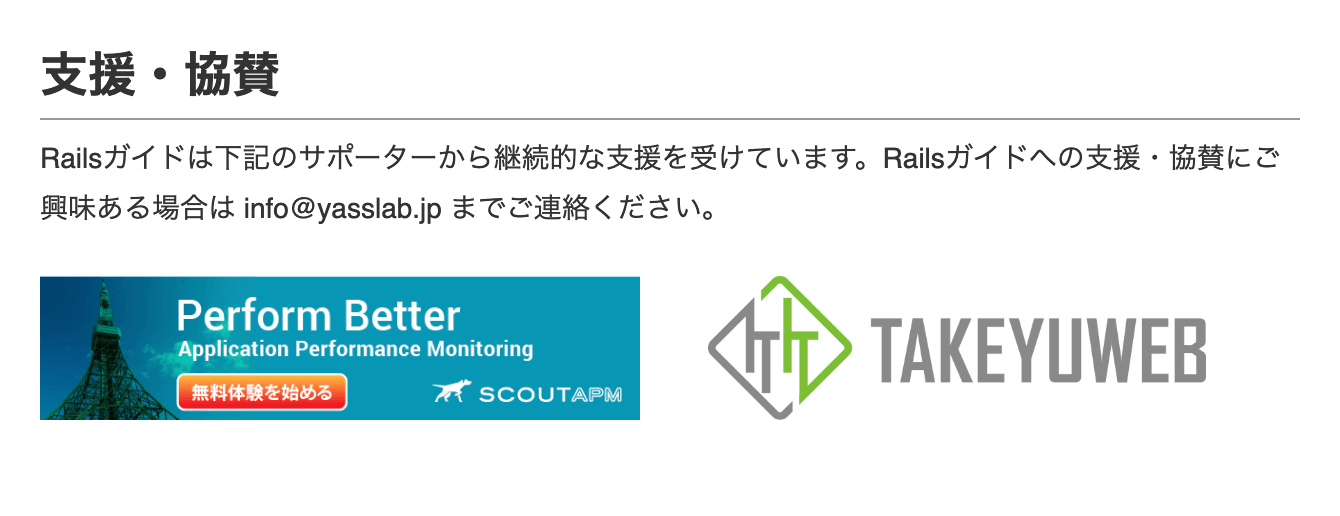 支援・協賛
Railsガイドは下記のサポーターから継続的な支援を受けています。Railsガイドへの支援・協賛にご
興味ある場合は info@yasslab.jp までご連絡ください。
Perform Better
Application Performance Monitoring
無料体験を始める
SCOUTAPM
TAKEYUWEB